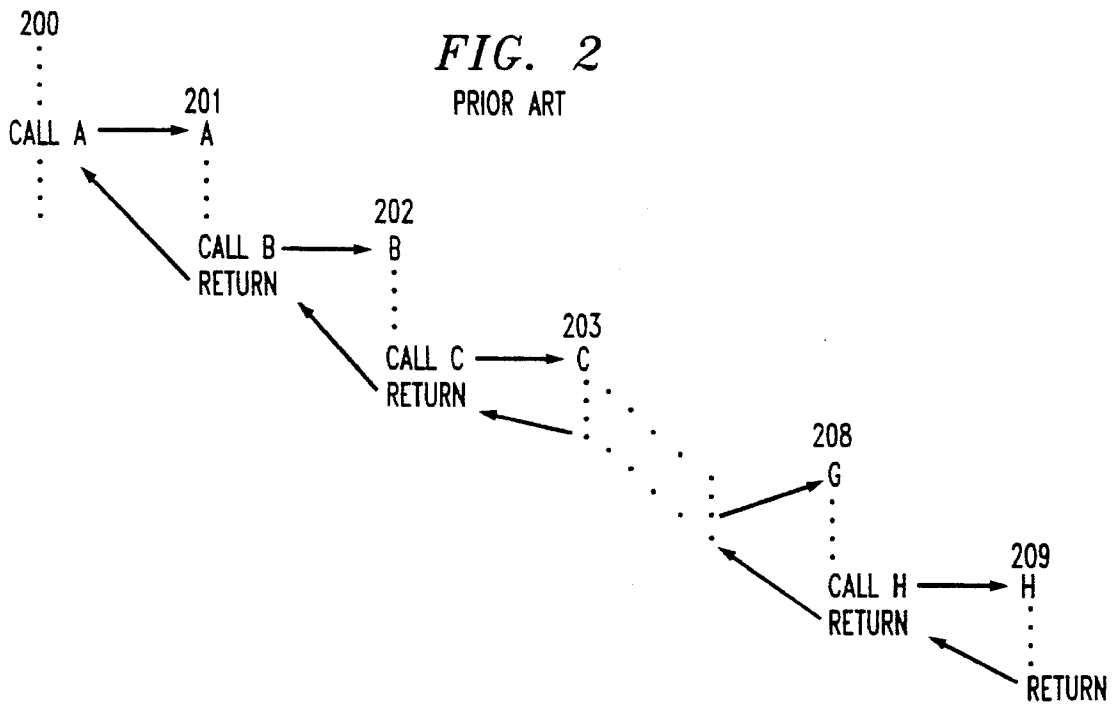 200
FIG. 2
PRIOR ART
201
CALL A
A
202
CALL B
B
RETURN
203
CALL C
C
RETURN
208
G
209
CALL H
H
RETURN
RETURN